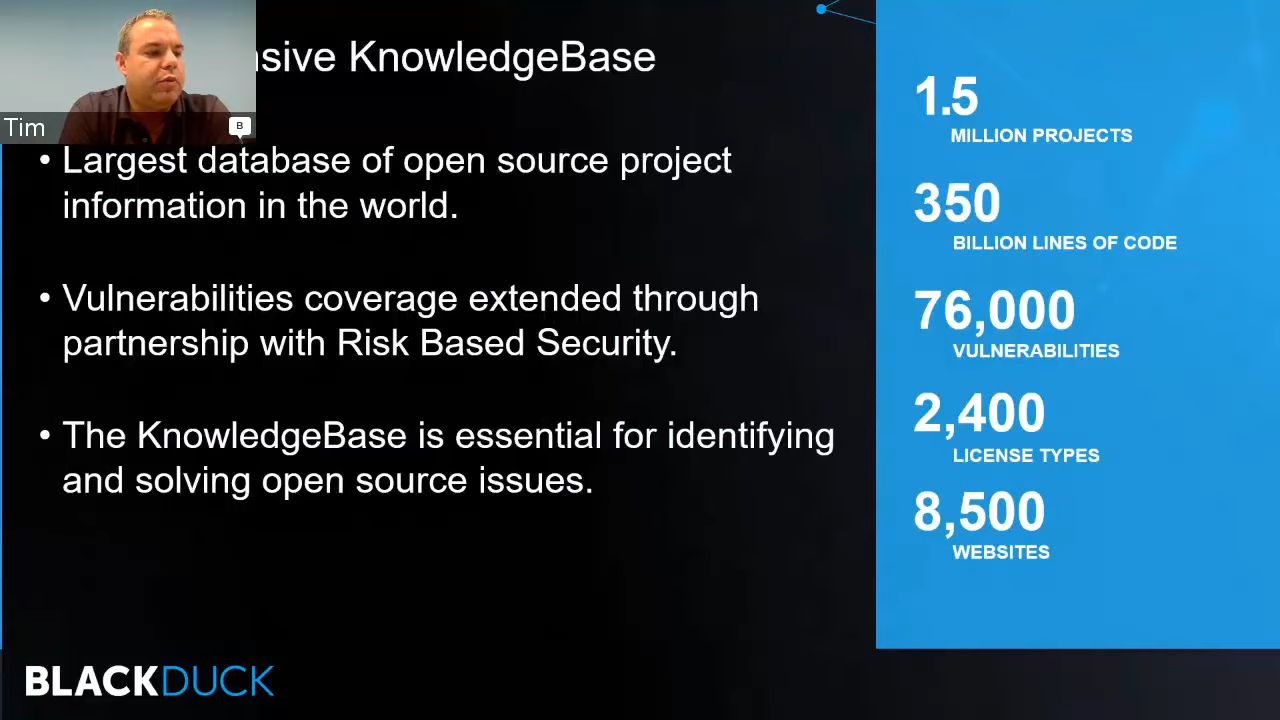 nsive KnowledgeBase
Tim
B
• Largest database of open source project
information in the world.
• Vulnerabilities coverage extended through
partnership with Risk Based Security.
• The KnowledgeBase is essential for identifying
and solving open source issues.
1.5
MILLION PROJECTS
350
BILLION LINES OF CODE
76,000
VULNERABILITIES
2,400
LICENSE TYPES
8,500
WEBSITES
BLACKDUCK